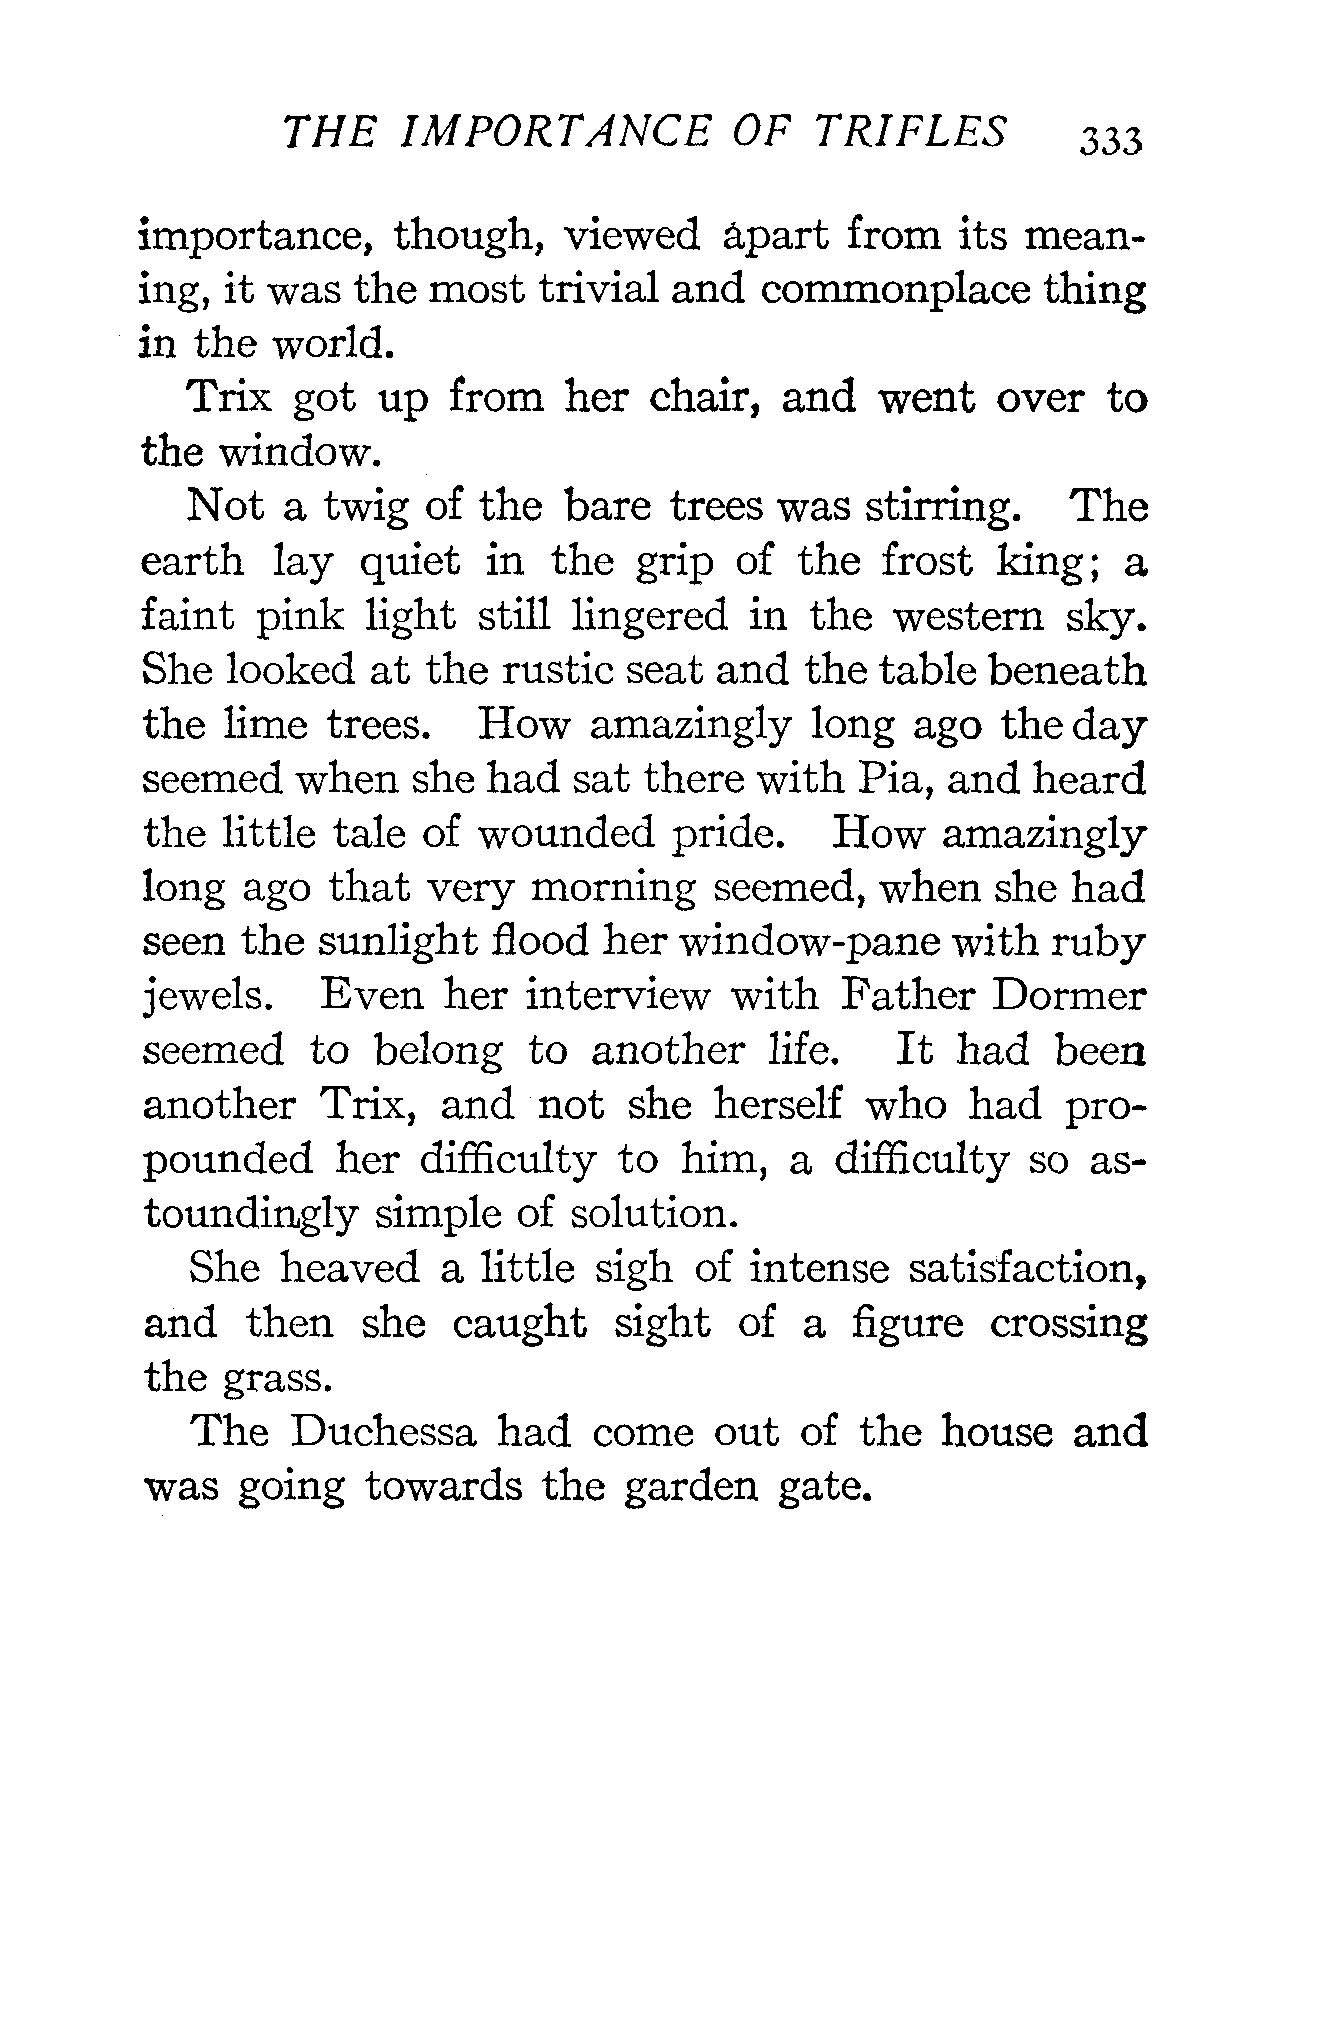 THE IMPORTANCE OF TRIFLES 333
importance, though, viewed apart from its mean-
ing, it was the most trivial and commonplace thing
in the world.
Trix got up from her chair, and went over to
the window.
Not a twig of the bare trees was stirring. The
earth lay quiet in the grip of the frost king; a
faint pink light still lingered in the western sky.
She looked at the rustic seat and the table beneath
the lime trees. How amazingly long ago the day
seemed when she had sat there with Pia, and heard
the little tale of wounded pride. How amazingly
long ago that very morning seemed, when she had
seen the sunlight flood her window-pane with ruby
jewels. Even her interview with Father Dormer
seemed to belong to another life. It had been
another Trix, and not she herself who had pro-
pounded her difficulty to him, a difficulty so as-
toundingly simple of solution.
She heaved a little sigh of intense satisfaction,
and then she caught sight of a figure crossing
the grass.
The Duchessa had come out of the house and
was going towards the garden gate.